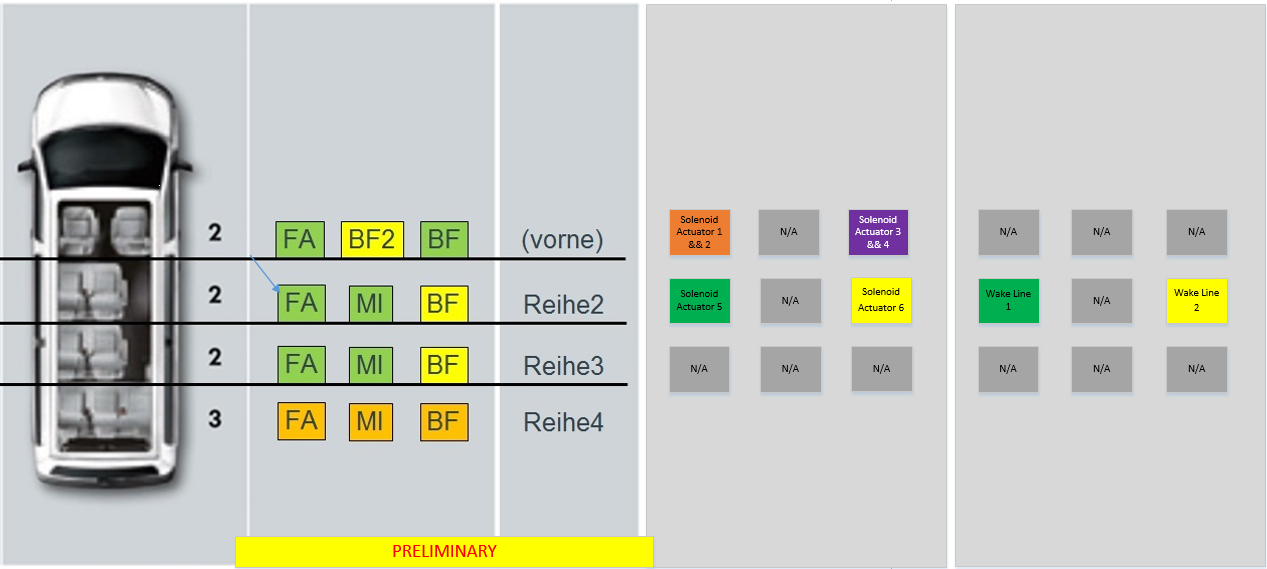 2 FA BF2 BF (vorne)
2 FA MI BF Reihe2
2 FA MI BF Reihe3
3 FA MI BF Reihe4
PRELIMINARY
Solenoid
Actuator 1
&& 2
N/A
Solenoid
Actuator 3
&& 4
Solenoid
Actuator 5
N/A
Solenoid
Actuator 6
N/A
N/A
N/A
N/A
N/A
N/A
Wake Line
1
N/A
Wake Line
2
N/A
N/A
N/A